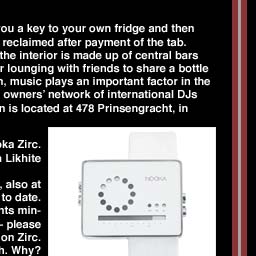 ou a key to your own fridge and then
reclaimed after payment of the tab.
the interior is made up of central bars
r lounging with friends to share a bottle
n, music plays an important factor in the
owners' network of international DJs
n is located at 478 Prinsengracht, in
oka Zirc.
Likhite
, also at
to date.
nts min-
- please
on Zirc.
h. Why?
NOOKA